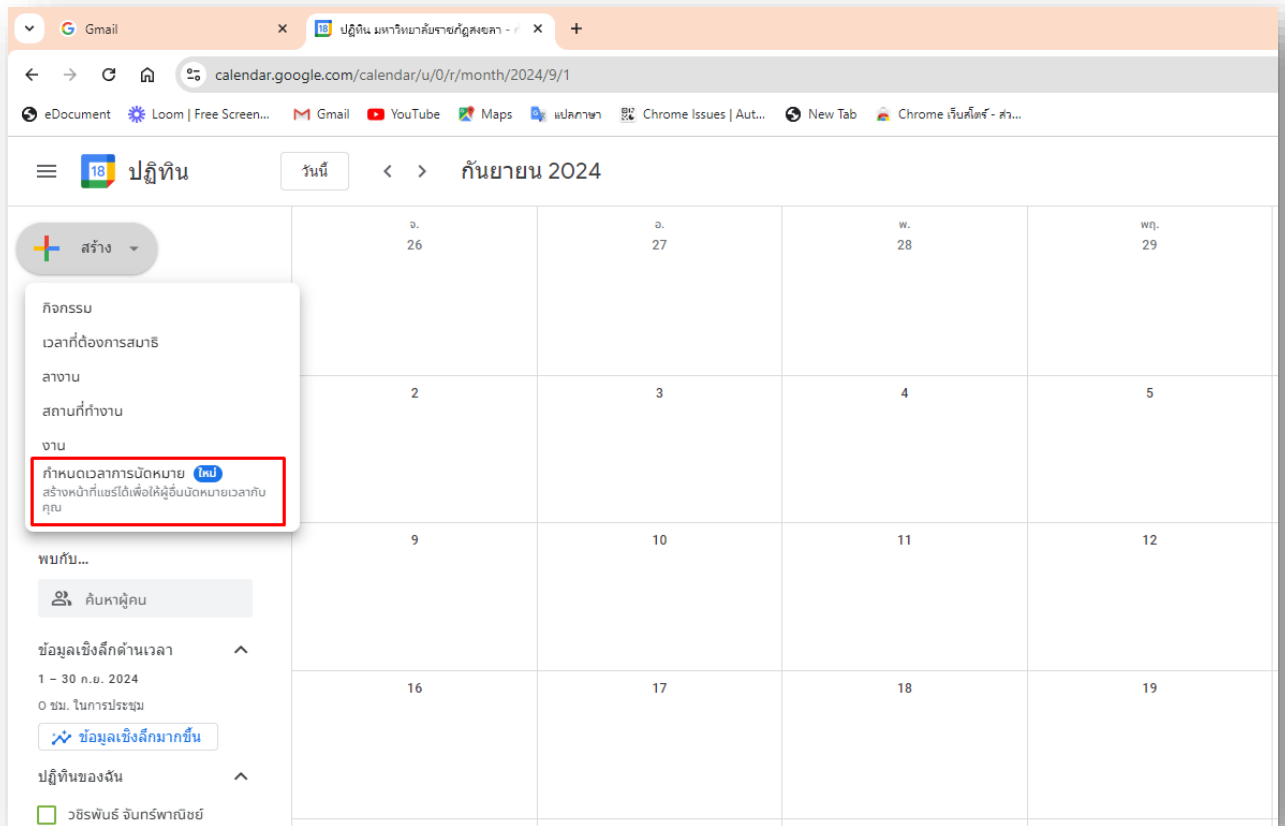 Gmail
ปฏิทิน มหาวิทยาลัยราชภัฏสงขลา -
calendar.google.com/calendar/u/0/r/month/2024/9/1
eDocument Loom | Free Screen... Gmail YouTube Maps แปลภาษา Chrome Issues | Aut... New Tab Chrome เว็บสโตร์ - ส่ว...
18 ปฏิทิน วันนี้ < > กันยายน 2024
สร้าง
จ. อ. พ. พฤ.
26 27 28 29
กิจกรรม
เวลาที่ต้องการสมาธิ
ลางาน
สถานที่ทำงาน
งาน
กำหนดเวลาการนัดหมาย ใหม่
สร้างหน้าที่แชร์ได้เพื่อให้ผู้อื่นนัดหมายเวลากับ
คุณ
2 3 4 5
9 10 11 12
พบกับ...
ค้นหาผู้คน
ข้อมูลเชิงลึกด้านเวลา
1 – 30 ก.ย. 2024
0 ชม. ในการประชุม
ข้อมูลเชิงลึกมากขึ้น
16 17 18 19
ปฏิทินของฉัน
วชิรพันธ์ จันทร์พาณิชย์